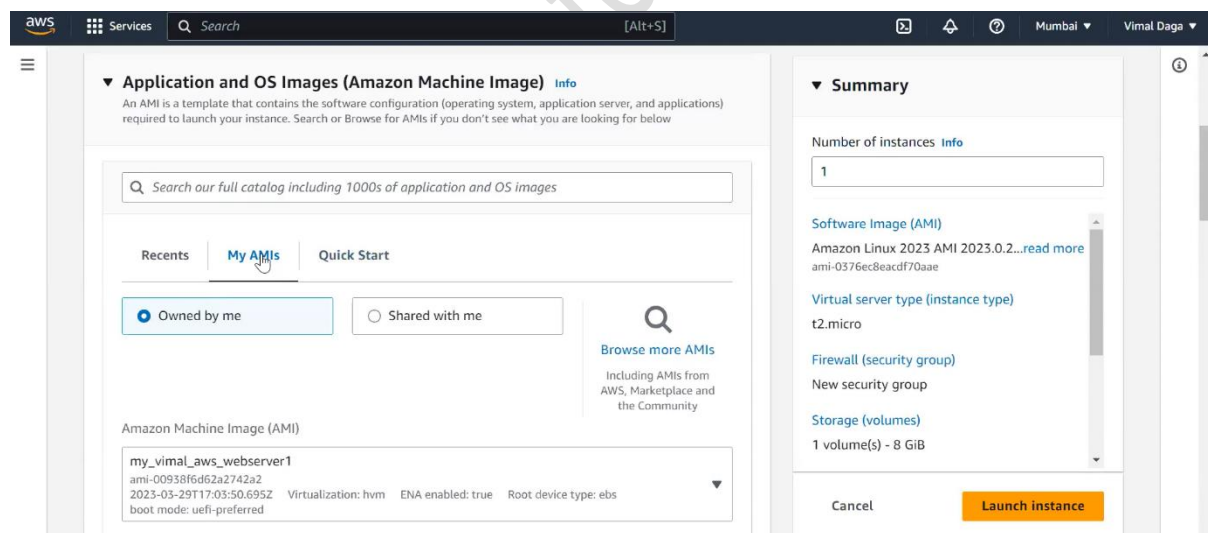 aws Services Search [Alt+S] Mumbai Vimal Daga
Application and OS Images (Amazon Machine Image) Info
An AMI is a template that contains the software configuration (operating system, application server, and applications)
required to launch your instance. Search or Browse for AMIs if you don't see what you are looking for below
Search our full catalog including 1000s of application and OS images
Recents My AMIs Quick Start
Owned by me Shared with me
Browse more AMIs
Including AMIs from
AWS, Marketplace and
the Community
Amazon Machine Image (AMI)
my_vimal_aws_webserver1
ami-00938f6d62a2742a2
2023-03-29T17:03:50.695Z Virtualization: hvm ENA enabled: true Root device type: ebs
boot mode: uefi-preferred
Summary
Number of instances Info
1
Software Image (AMI)
Amazon Linux 2023 AMI 2023.0.2...read more
ami-0376ec8eacdf70aae
Virtual server type (instance type)
t2.micro
Firewall (security group)
New security group
Storage (volumes)
1 volume(s) - 8 GiB
Cancel Launch instance